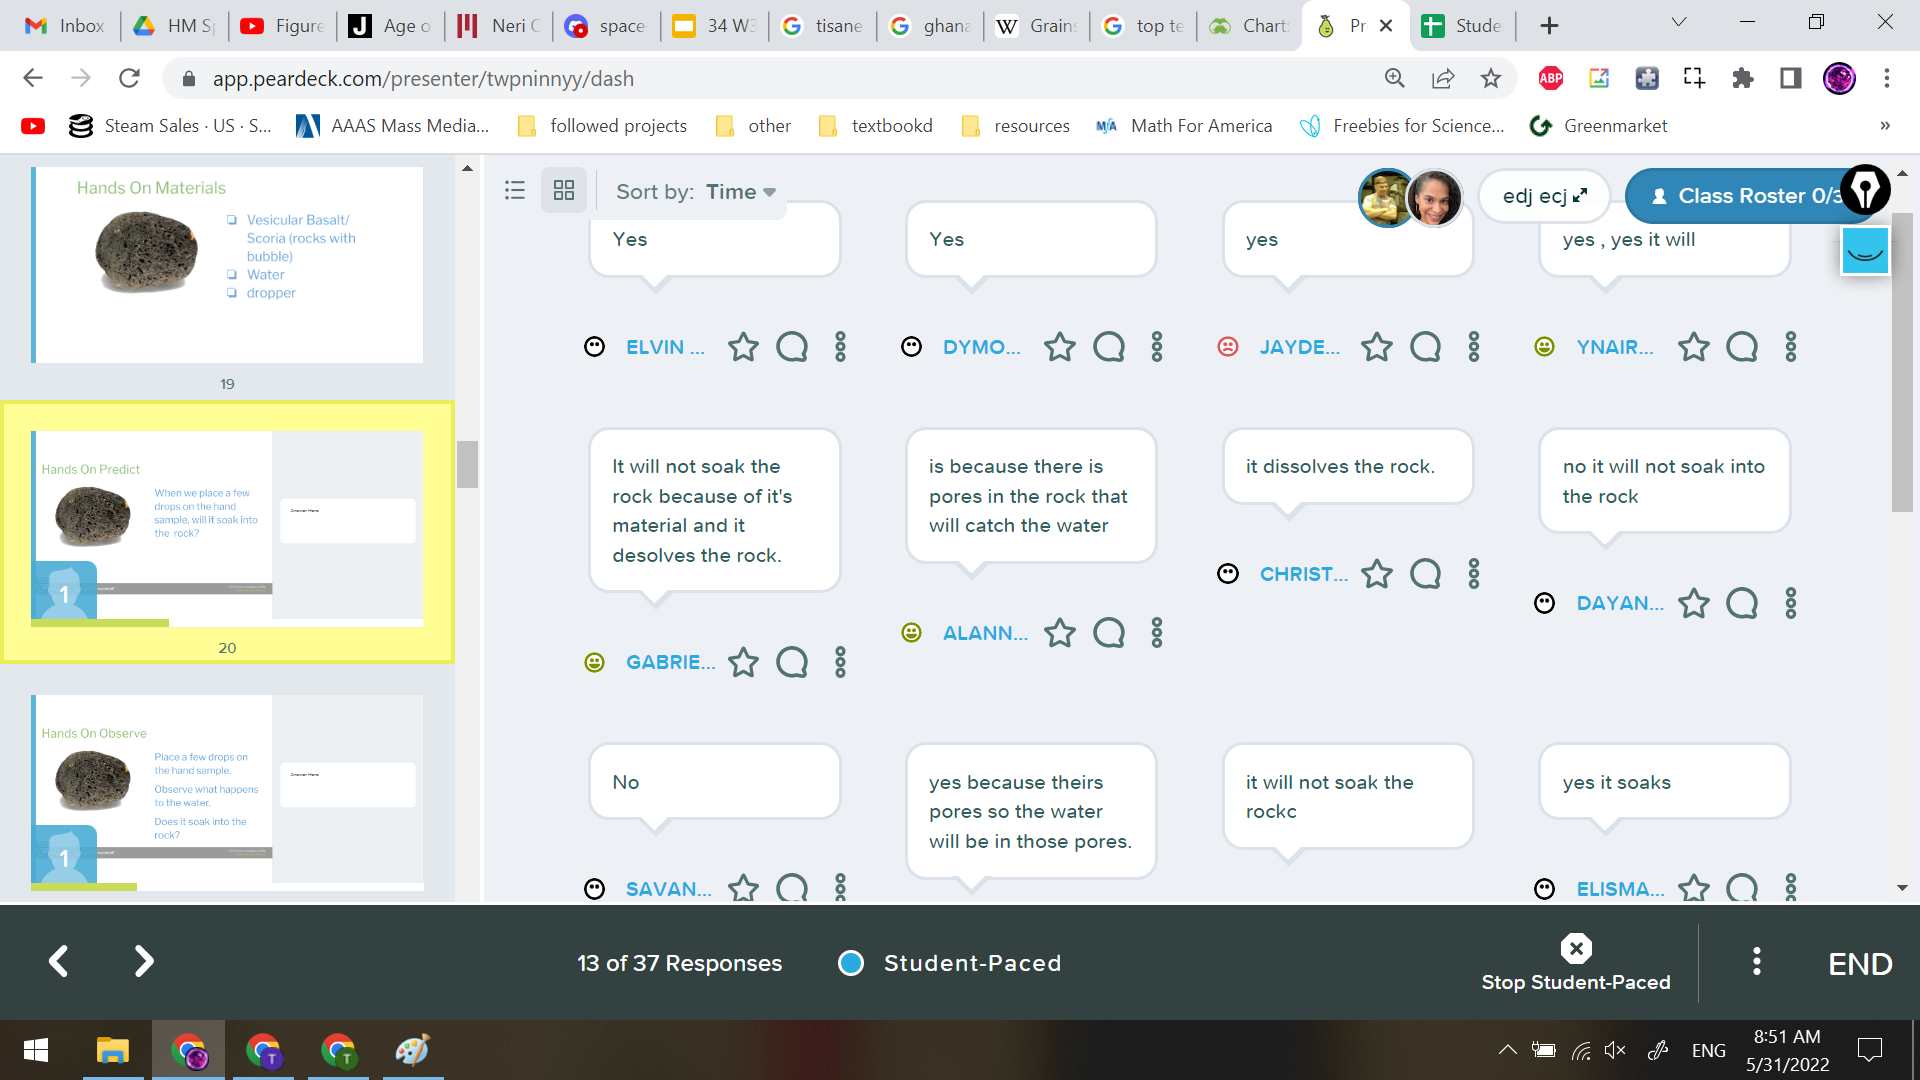 Inbox
HM Sp
Figure
Age o
Neri O
space
34 W3
tisane
ghana
Grains
top te
Charts
Pr
Stude
app.peardeck.com/presenter/twpninnyy/dash
ABP
Steam Sales · US · S...
AAAS Mass Media...
followed projects
other
textbookd
resources
Math For America
Freebies for Science...
Greenmarket
»
Hands On Materials
Vesicular Basalt/
Scoria (rocks with
bubble)
Water
dropper
19
Hands On Predict
When we place a few
drops on the hand
sample, will it soak into
the rock?
Answer Here
1
20
Hands On Observe
Place a few drops on
the hand sample.
Observe what happens
to the water.
Does it soak into the
rock?
Answer Here
1
Sort by: Time
edj ecj
Class Roster 0/3
Yes
Yes
yes
yes , yes it will
ELVIN ...
DYMO...
JAYDE...
YNAIR...
It will not soak the
rock because of it's
material and it
desolves the rock.
is because there is
pores in the rock that
will catch the water
it dissolves the rock.
no it will not soak into
the rock
GABRIE...
ALANN...
CHRIST...
DAYAN...
No
yes because theirs
pores so the water
will be in those pores.
it will not soak the
rockc
yes it soaks
SAVAN...
ELISMA...
13 of 37 Responses
Student-Paced
Stop Student-Paced
END
ENG
8:51 AM
5/31/2022